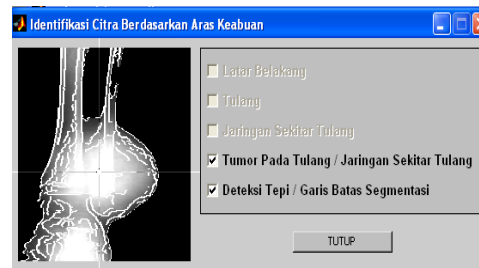 Identifikasi Citra Berdasarkan Aras Keabuan
Latar Belakang
Tulang
Jaringan Sekitar Tulang
Tumor Pada Tulang / Jaringan Sekitar Tulang
Deteksi Tepi / Garis Batas Segmentasi
TUTUP